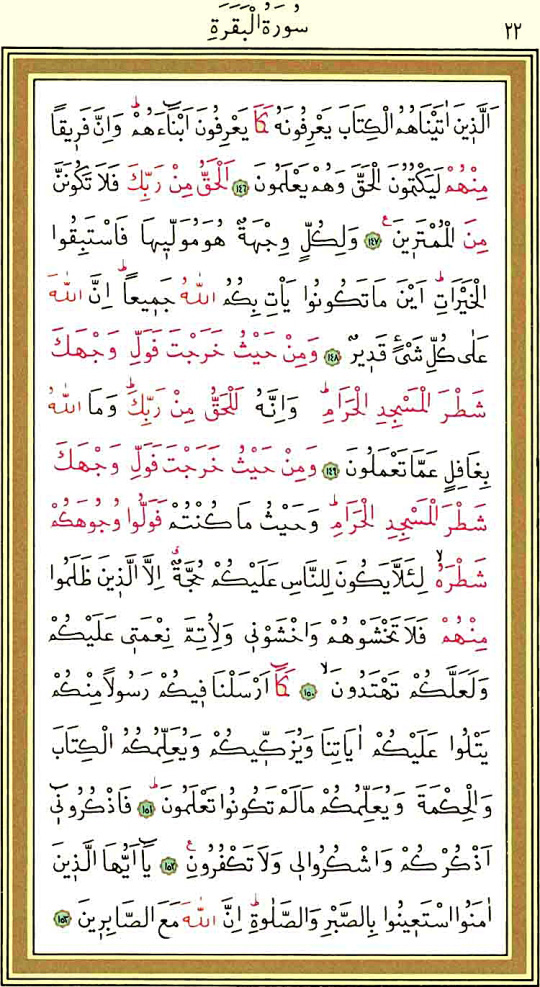 سُورَةُ الْبَقَرَةِ
٢٢
اَلَّذِينَ اٰتَيْنَاهُمُ الْكِتَابَ يَعْرِفُونَهُ كَمَا يَعْرِفُونَ اَبْنَٓاءَهُمْۜ وَاِنَّ فَرِيقًا
مِنْهُمْ لَيَكْتُمُونَ الْحَقَّ وَهُمْ يَعْلَمُونَ ﴿١٤٦﴾ اَلْحَقُّ مِنْ رَبِّكَ فَلَا تَكُونَنَّ
مِنَ الْمُمْتَرِينَ۟ ﴿١٤٧﴾ وَلِكُلٍّ وِجْهَةٌ هُوَ مُوَلِّيهَا فَاسْتَبِقُوا
الْخَيْرَاتِۜ اَيْنَ مَا تَكُونُوا يَأْتِ بِكُمُ اللّٰهُ جَمِيعًاۜ اِنَّ اللّٰهَ
عَلٰى كُلِّ شَيْءٍ قَدِيرٌ ﴿١٤٨﴾ وَمِنْ حَيْثُ خَرَجْتَ فَوَلِّ وَجْهَكَ
شَطْرَ الْمَسْجِدِ الْحَرَامِۜ وَاِنَّهُ لَلْحَقُّ مِنْ رَبِّكَۜ وَمَا اللّٰهُ
بِغَافِلٍ عَمَّا تَعْمَلُونَ ﴿١٤٩﴾ وَمِنْ حَيْثُ خَرَجْتَ فَوَلِّ وَجْهَكَ
شَطْرَ الْمَسْجِدِ الْحَرَامِۜ وَحَيْثُ مَا كُنْتُمْ فَوَلُّوا وُجُوهَكُمْ
شَطْرَهُۙ لِئَلَّا يَكُونَ لِلنَّاسِ عَلَيْكُمْ حُجَّةٌۗ اِلَّا الَّذِينَ ظَلَمُوا
مِنْهُمْ فَلَا تَخْشَوْهُمْ وَاخْشَوْنِي وَلِاُتِمَّ نِعْمَتِي عَلَيْكُمْ
وَلَعَلَّكُمْ تَهْتَدُونَۙ ﴿١٥٠﴾ كَمَٓا اَرْسَلْنَا فِيكُمْ رَسُولًا مِنْكُمْ
يَتْلُوا عَلَيْكُمْ اٰيَاتِنَا وَيُزَكِّيكُمْ وَيُعَلِّمُكُمُ الْكِتَابَ
وَالْحِكْمَةَ وَيُعَلِّمُكُمْ مَا لَمْ تَكُونُوا تَعْلَمُونَۜ ﴿١٥١﴾ فَاذْكُرُونِٓي
اَذْكُرْكُمْ وَاشْكُرُوا لِي وَلَا تَكْفُرُونِ۟ ﴿١٥٢﴾ يَٓا اَيُّهَا الَّذِينَ
اٰمَنُوا اسْتَعِينُوا بِالصَّبْرِ وَالصَّلٰوةِۜ اِنَّ اللّٰهَ مَعَ الصَّابِرِينَ ﴿١٥٣﴾